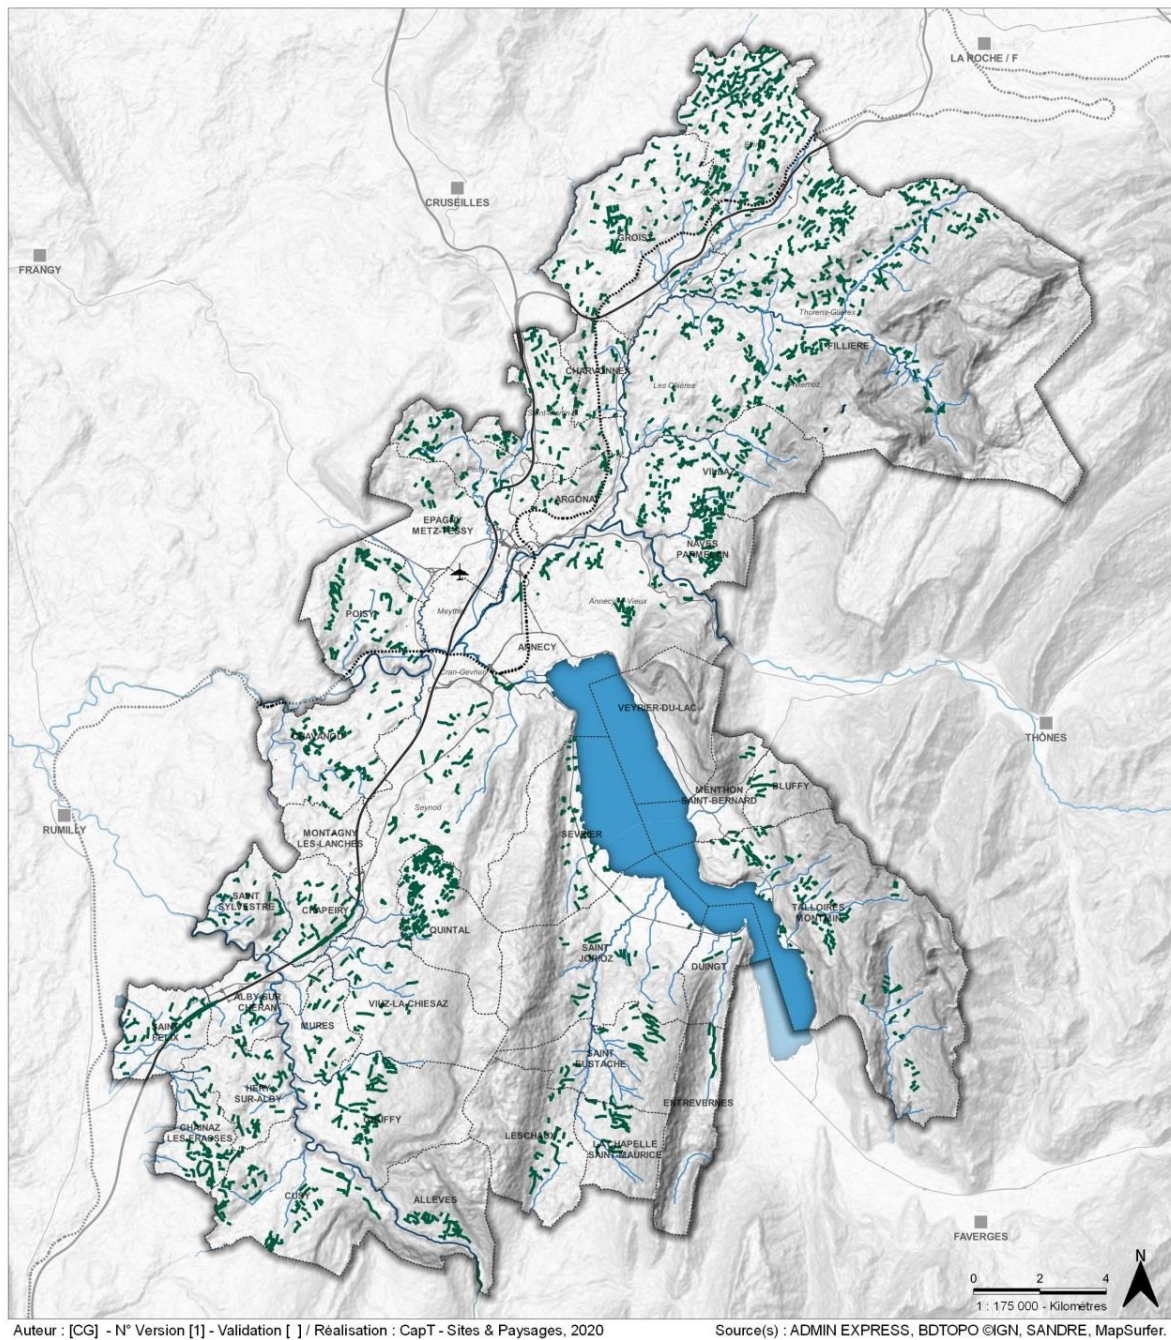 LA ROCHE / F
CRUSEILLES
GROISY
FRANGY
Thorens-Glières
FILLIERE
CHARVONNEX
Les Ollières
VILLAZ
ARGONAY
EPAGNY
METZ-TESSY
NAVES
PARMELAN
Annecy-le-Vieux
POISY
Meythet
ANNECY
Cran-Gevrier
VEYRIER-DU-LAC
THÔNES
CHAVANOD
MENTHON
SAINT-BERNARD
BLUFFY
RUMILLY
Seynod
MONTAGNY
LES-LANCHES
SEVRIER
SAINT
SYLVESTRE
CHAPEIRY
TALLOIRES
MONTMIN
QUINTAL
SAINT
JORIOZ
DUINGT
ALBY-SUR
CHERAN
VIUZ-LA-CHIESAZ
SAINT
FELIX
MURES
SAINT
EUSTACHE
HERY
SUR-ALBY
ENTREVERNES
GRUFFY
CHAINAZ
LES-FRASSES
LESCHAUX
LA CHAPELLE
SAINT-MAURICE
CUSY
ALLEVES
FAVERGES
N
0 2 4
1 : 175 000 - Kilomètres
Auteur : [CG] - N° Version [1] - Validation [ ] / Réalisation : CapT - Sites & Paysages, 2020
Source(s) : ADMIN EXPRESS, BDTOPO ©IGN, SANDRE, MapSurfer.